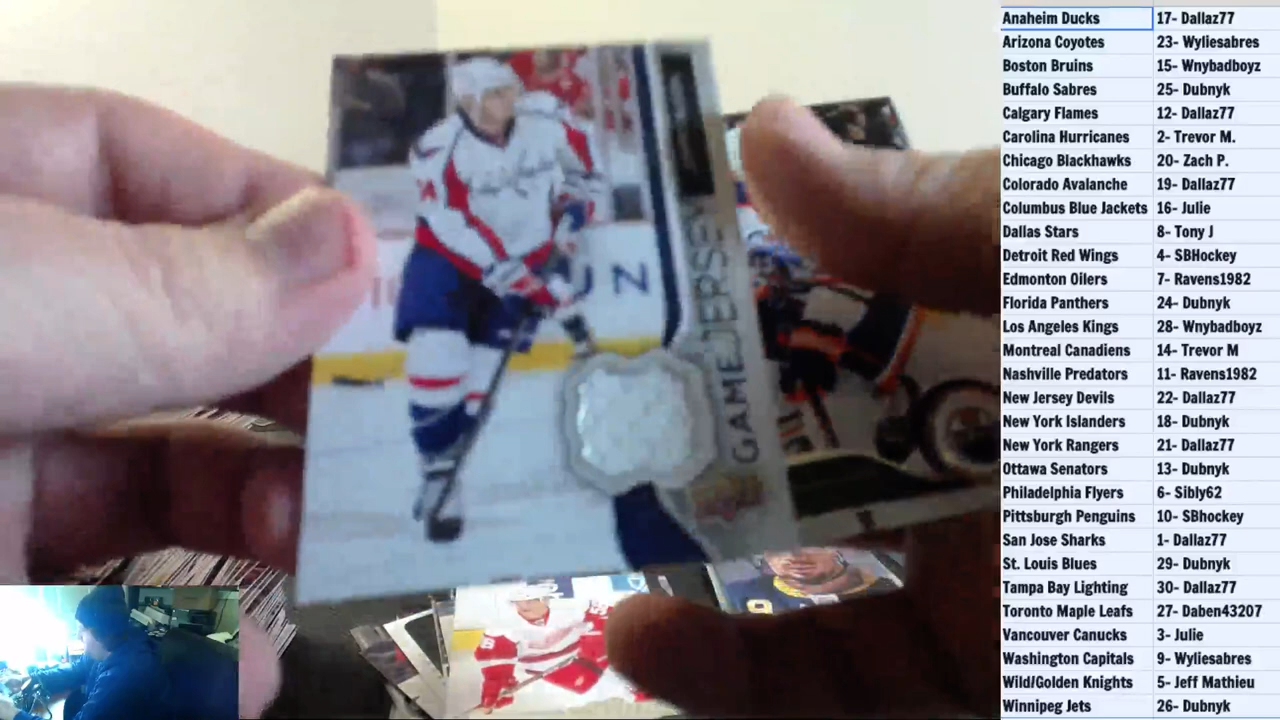 GAME JERSEY
Anaheim Ducks 17- Dallaz77
Arizona Coyotes 23- Wyliesabres
Boston Bruins 15- Wnybadboyz
Buffalo Sabres 25- Dubnyk
Calgary Flames 12- Dallaz77
Carolina Hurricanes 2- Trevor M.
Chicago Blackhawks 20- Zach P.
Colorado Avalanche 19- Dallaz77
Columbus Blue Jackets 16- Julie
Dallas Stars 8- Tony J
Detroit Red Wings 4- SBHockey
Edmonton Oilers 7- Ravens1982
Florida Panthers 24- Dubnyk
Los Angeles Kings 28- Wnybadboyz
Montreal Canadiens 14- Trevor M
Nashville Predators 11- Ravens1982
New Jersey Devils 22- Dallaz77
New York Islanders 18- Dubnyk
New York Rangers 21- Dallaz77
Ottawa Senators 13- Dubnyk
Philadelphia Flyers 6- Sibly62
Pittsburgh Penguins 10- SBhockey
San Jose Sharks 1- Dallaz77
St. Louis Blues 29- Dubnyk
Tampa Bay Lighting 30- Dallaz77
Toronto Maple Leafs 27- Daben43207
Vancouver Canucks 3- Julie
Washington Capitals 9- Wyliesabres
Wild/Golden Knights 5- Jeff Mathieu
Winnipeg Jets 26- Dubnyk